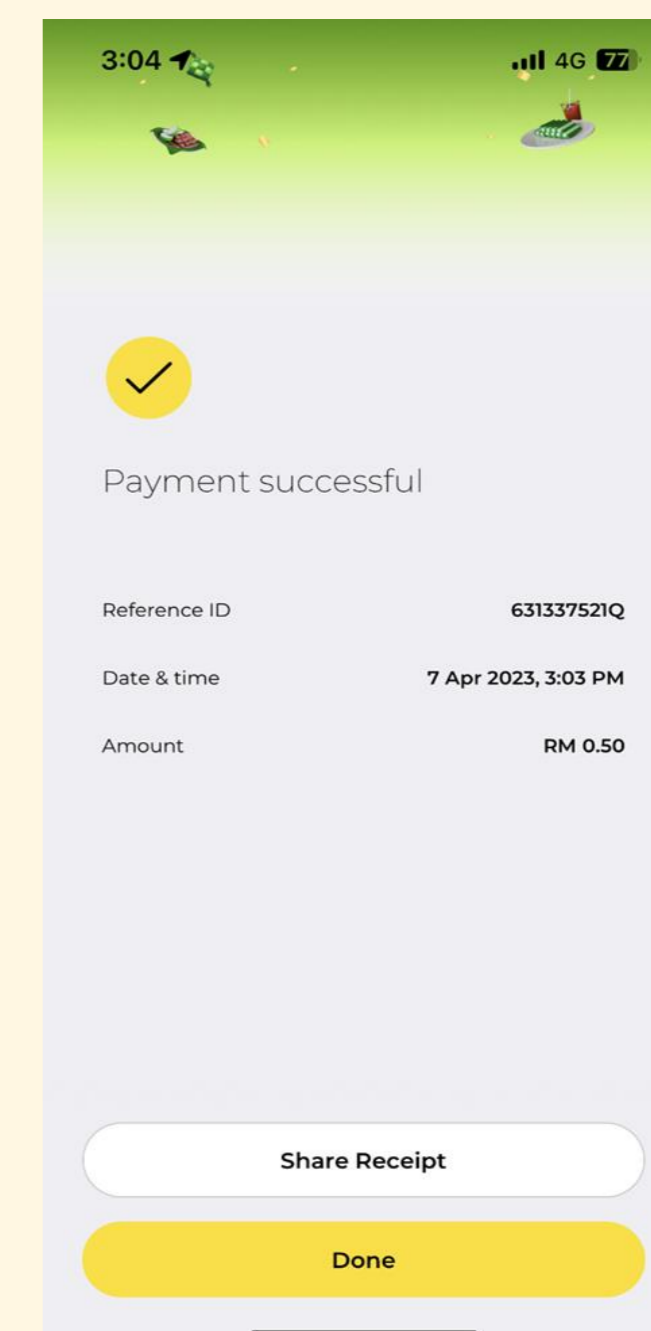 3:04 4G 77
Payment successful
Reference ID 631337521Q
Date & time 7 Apr 2023, 3:03 PM
Amount RM 0.50
Share Receipt
Done